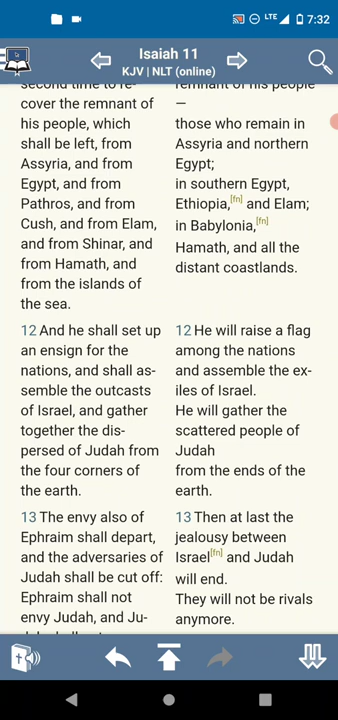 LTE 7:32
Isaiah 11
KJV | NLT (online)
second time to re-
cover the remnant of
his people, which
shall be left, from
Assyria, and from
Egypt, and from
Pathros, and from
Cush, and from Elam,
and from Shinar, and
from Hamath, and
from the islands of
the sea.
12 And he shall set up
an ensign for the
nations, and shall as-
semble the outcasts
of Israel, and gather
together the dis-
persed of Judah from
the four corners of
the earth.
13 The envy also of
Ephraim shall depart,
and the adversaries of
Judah shall be cut off:
Ephraim shall not
envy Judah, and Ju-
remnant of his people
—
those who remain in
Assyria and northern
Egypt;
in southern Egypt,
Ethiopia,[fn] and Elam;
in Babylonia,[fn]
Hamath, and all the
distant coastlands.
12 He will raise a flag
among the nations
and assemble the ex-
iles of Israel.
He will gather the
scattered people of
Judah
from the ends of the
earth.
13 Then at last the
jealousy between
Israel[fn] and Judah
will end.
They will not be rivals
anymore.